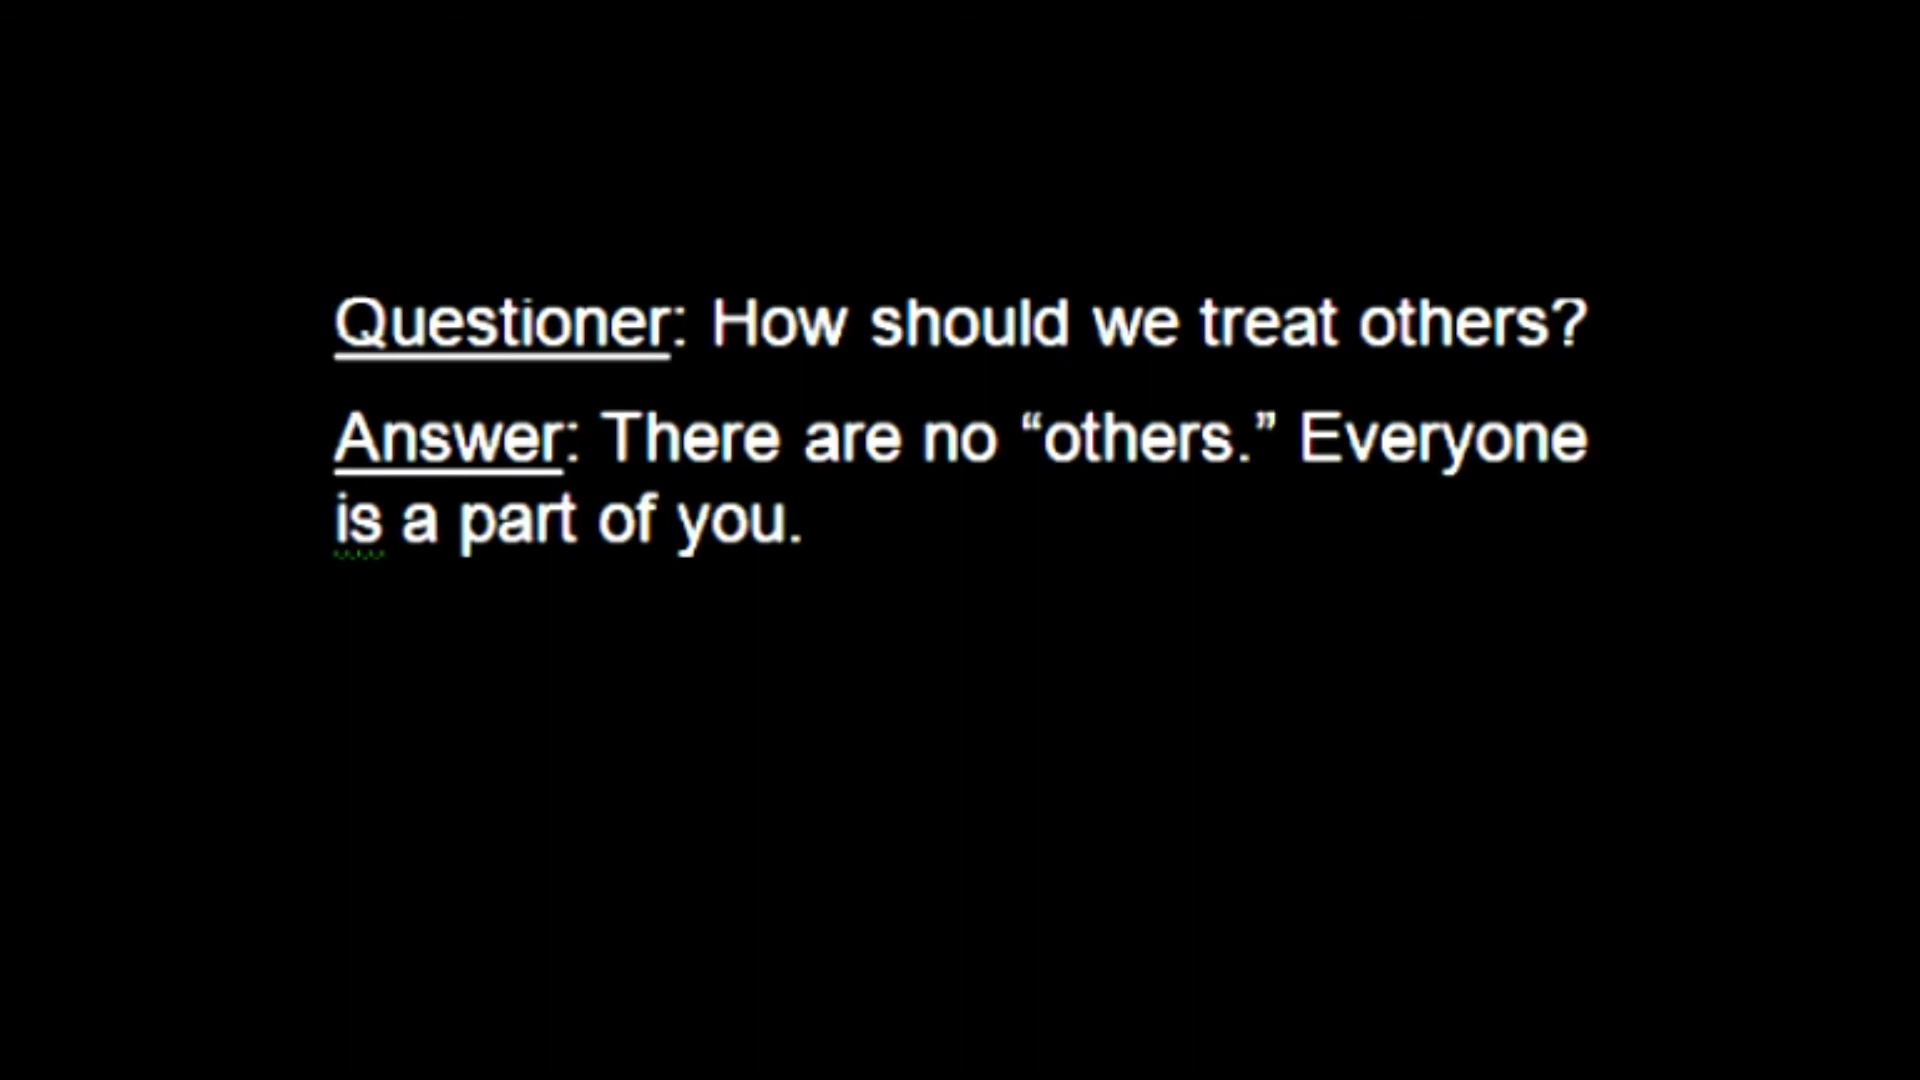 Questioner: How should we treat others?
Answer: There are no “others.” Everyone
is a part of you.